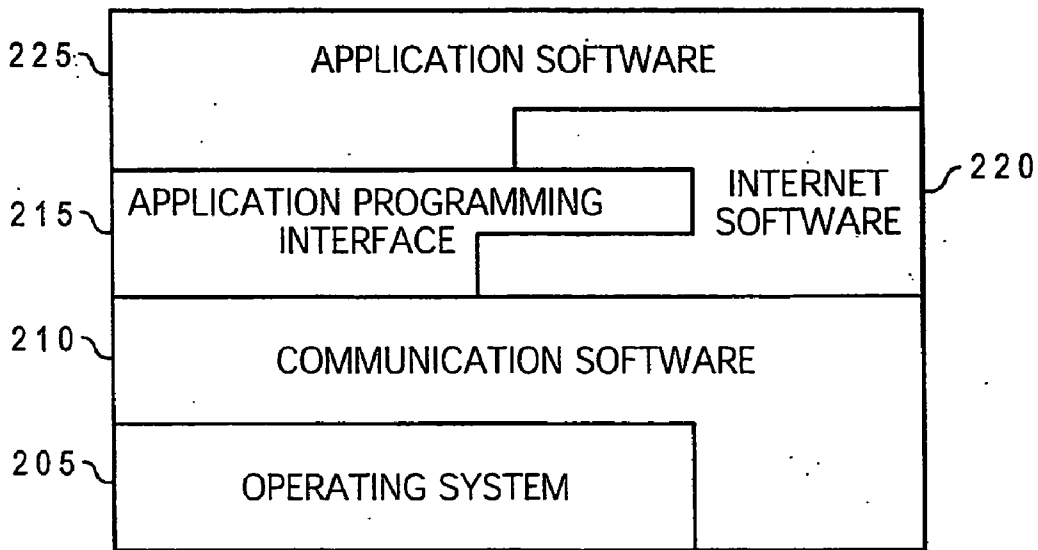 225
APPLICATION SOFTWARE
220
INTERNET
SOFTWARE
215
APPLICATION PROGRAMMING
INTERFACE
210
COMMUNICATION SOFTWARE
205
OPERATING SYSTEM